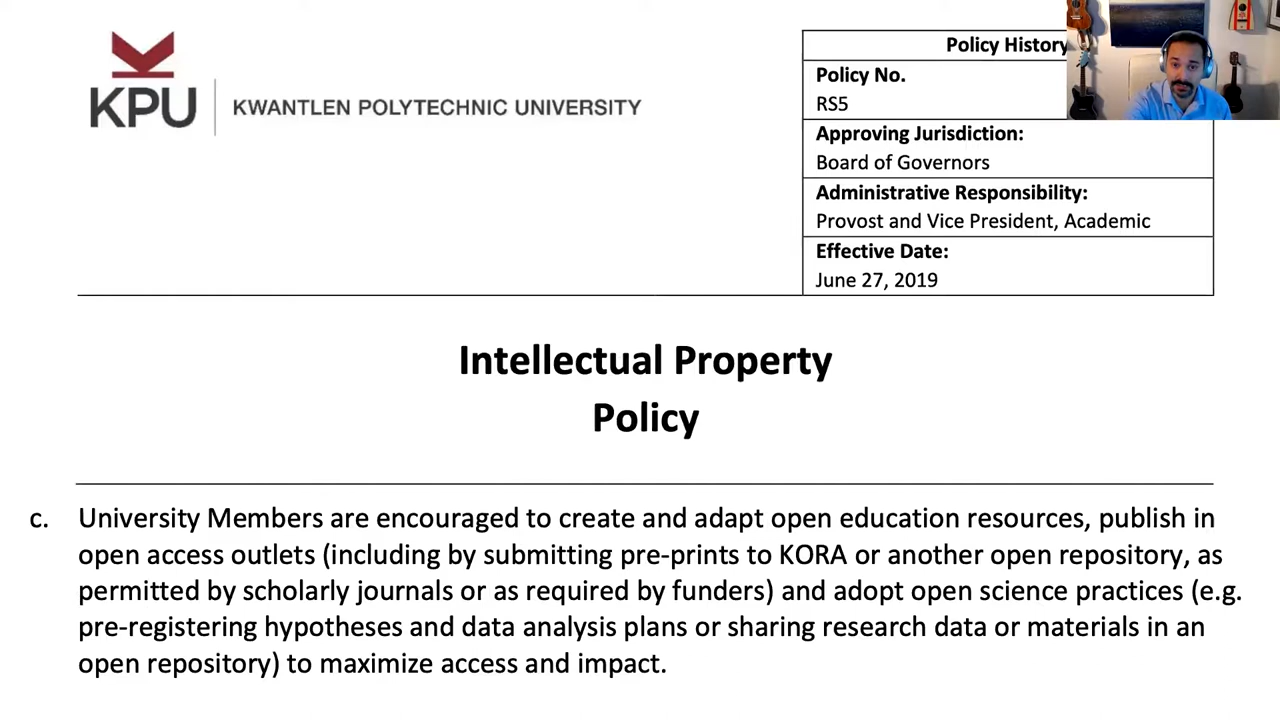 KPU
KWANTLEN POLYTECHNIC UNIVERSITY
Policy History
Policy No.
RS5
Approving Jurisdiction:
Board of Governors
Administrative Responsibility:
Provost and Vice President, Academic
Effective Date:
June 27, 2019
Intellectual Property
Policy
c. University Members are encouraged to create and adapt open education resources, publish in
open access outlets (including by submitting pre-prints to KORA or another open repository, as
permitted by scholarly journals or as required by funders) and adopt open science practices (e.g.
pre-registering hypotheses and data analysis plans or sharing research data or materials in an
open repository) to maximize access and impact.